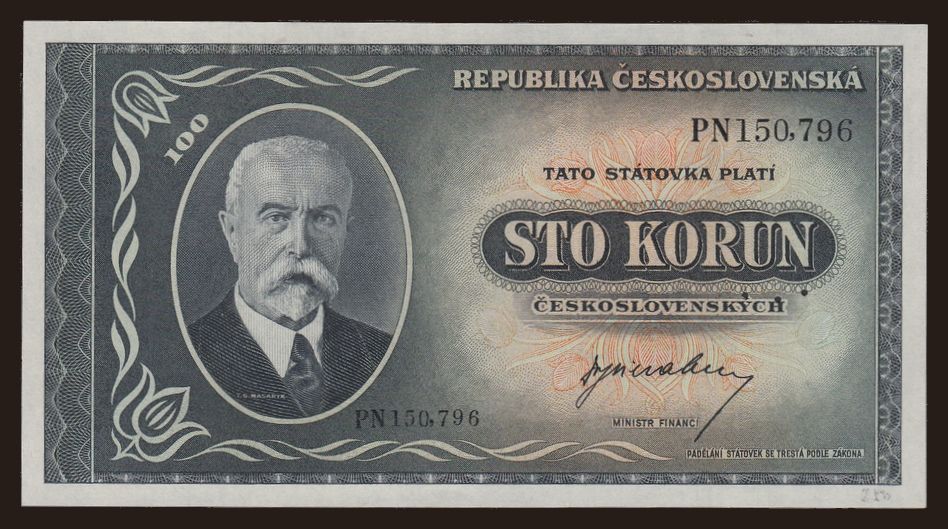 REPUBLIKA ČESKOSLOVENSKÁ
100
PN150,796
TATO STÁTOVKA PLATÍ
STO KORUN
ČESKOSLOVENSKÝCH
T.G. MASARYK
PN150,796
MINISTR FINANCÍ
PADĚLÁNÍ STÁTOVEK SE TRESTÁ PODLE ZÁKONA.